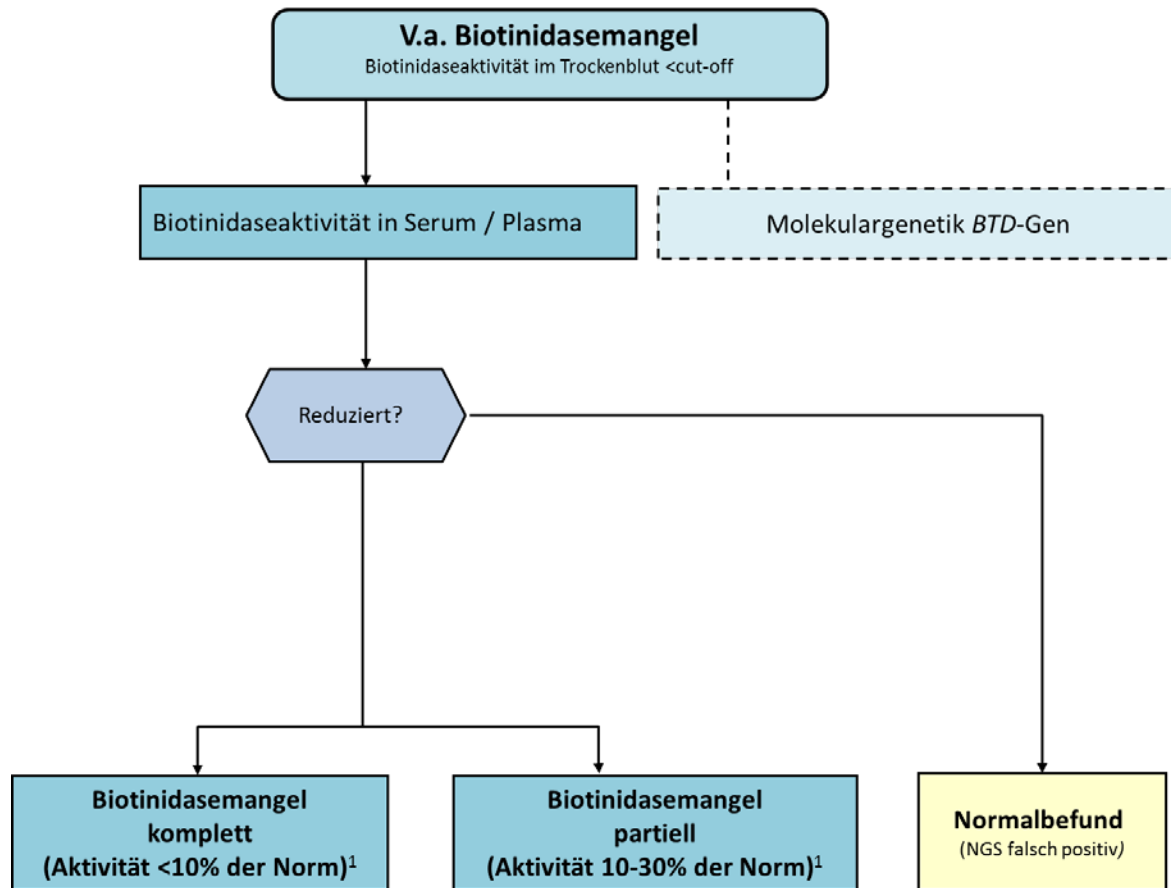 V.a. Biotinidasemangel
Biotinidaseaktivität im Trockenblut <cut-off
Biotinidaseaktivität in Serum / Plasma
Molekulargenetik BTD-Gen
Reduziert?
Biotinidasemangel
komplett
(Aktivität <10% der Norm)¹
Biotinidasemangel
partiell
(Aktivität 10-30% der Norm)¹
Normalbefund
(NGS falsch positiv)